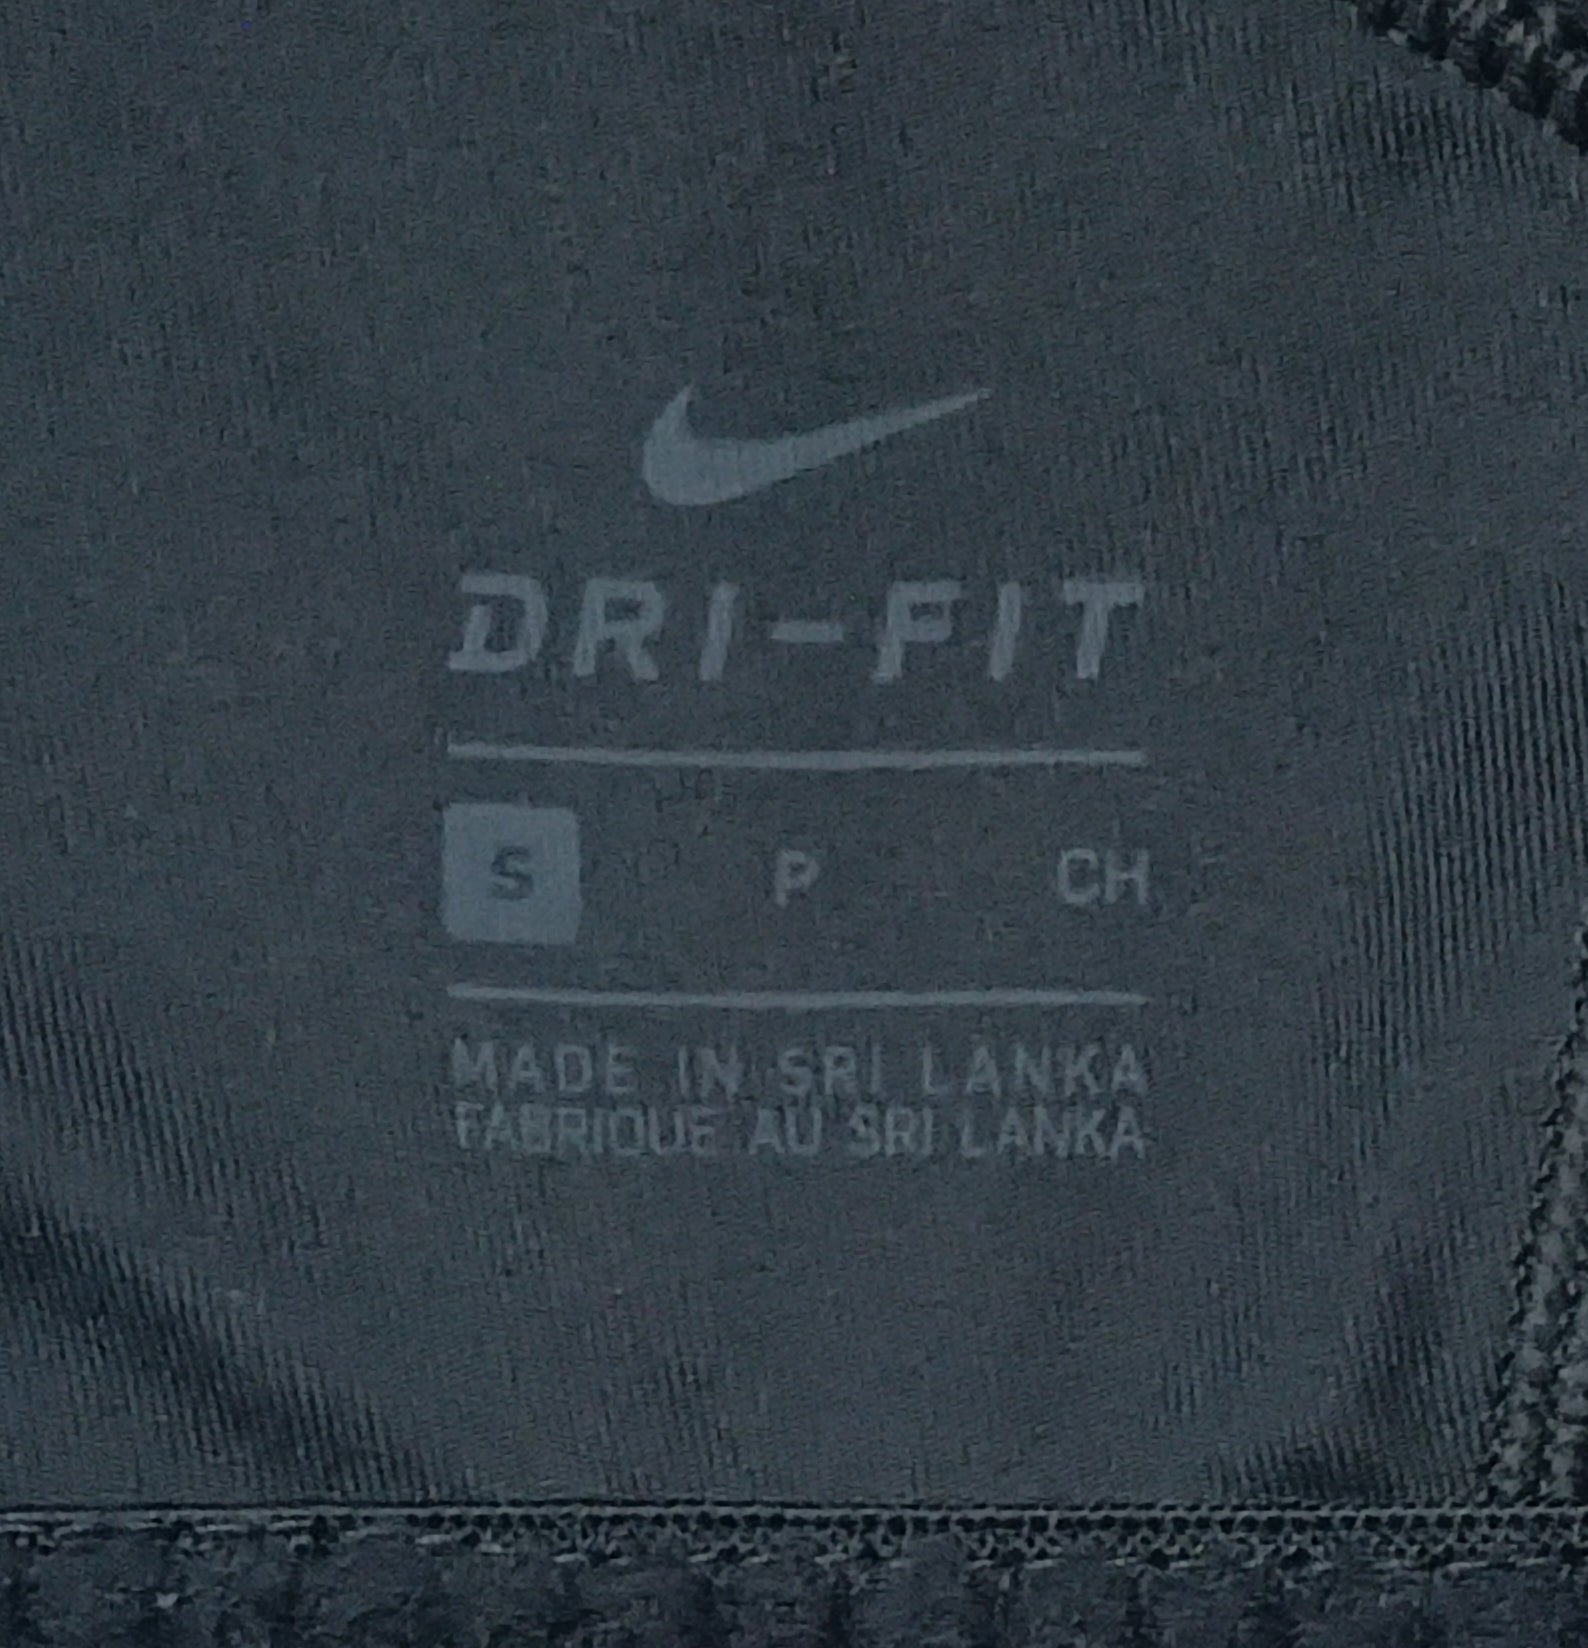 DRI-FIT
S P CH
MADE IN SRI LANKA
FABRIQUE AU SRI LANKA